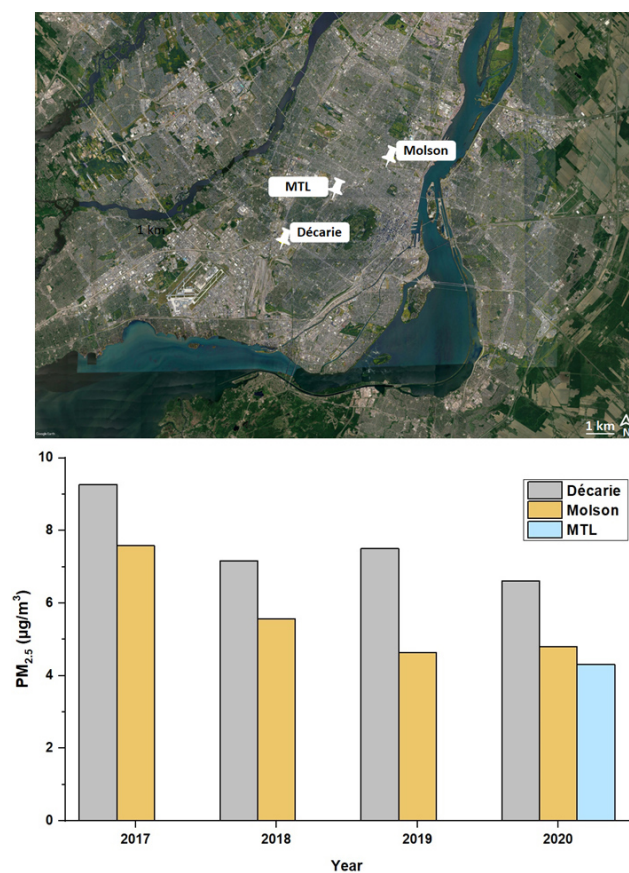 Molson
MTL
1 km
Décarie
Google Earth
1 km
N
10
8
6
4
2
0
PM2.5 (µg/m³)
Décarie
Molson
MTL
2017
2018
2019
2020
Year